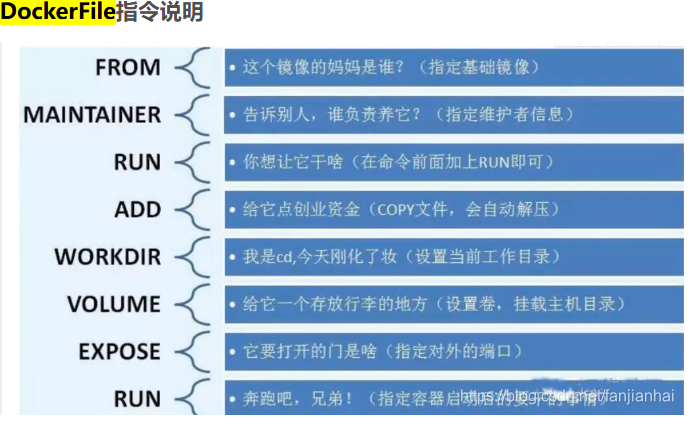 DockerFile指令说明
FROM
• 这个镜像的妈妈是谁？（指定基础镜像）
MAINTAINER
• 告诉别人，谁负责养它？（指定维护者信息）
RUN
• 你想让它干啥（在命令前面加上RUN即可）
ADD
• 给它点创业资金（COPY文件，会自动解压）
WORKDIR
• 我是cd,今天刚化了妆（设置当前工作目录）
VOLUME
• 给它一个存放行李的地方（设置卷，挂载主机目录）
EXPOSE
• 它要打开的门是啥（指定对外的端口）
RUN
• 奔跑吧，兄弟！（指定容器启动后的要干的事情）
https://blog.csdn.net/fanjianhai